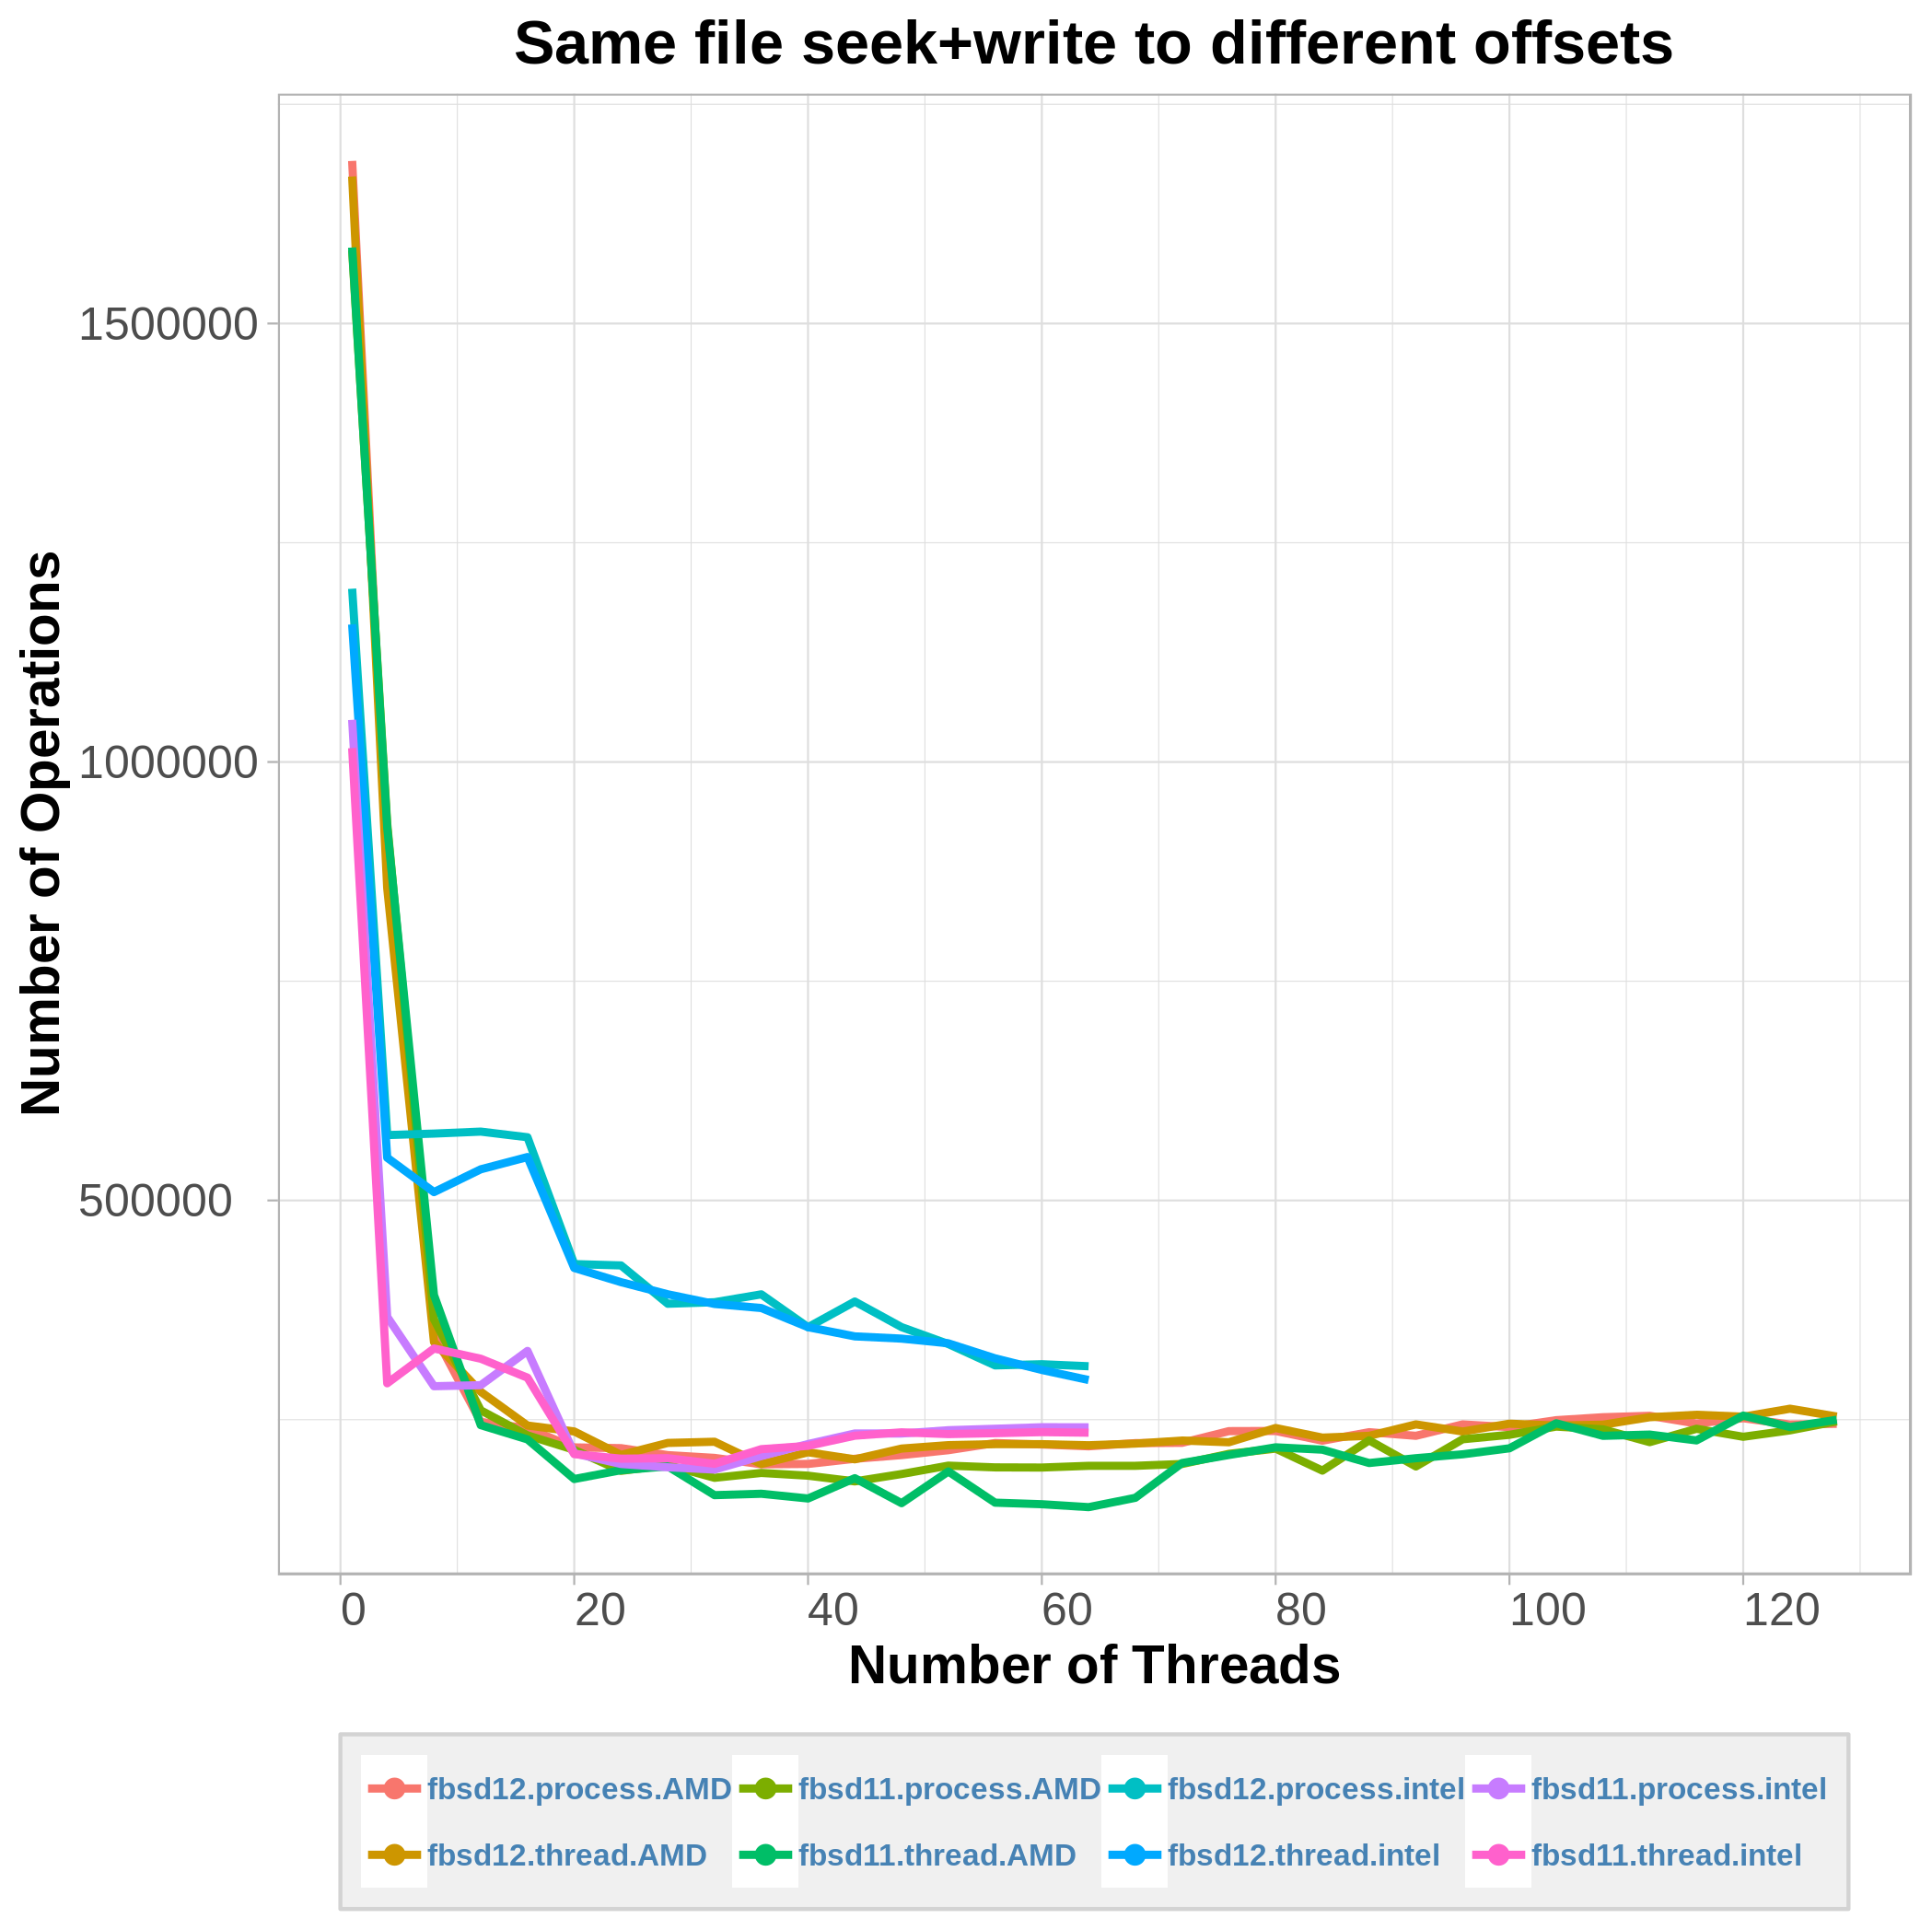 Same file seek+write to different offsets
Number of Operations
1500000
1000000
500000
0 20 40 60 80 100 120
Number of Threads
fbsd12.process.AMD fbsd11.process.AMD fbsd12.process.intel fbsd11.process.intel
fbsd12.thread.AMD fbsd11.thread.AMD fbsd12.thread.intel fbsd11.thread.intel